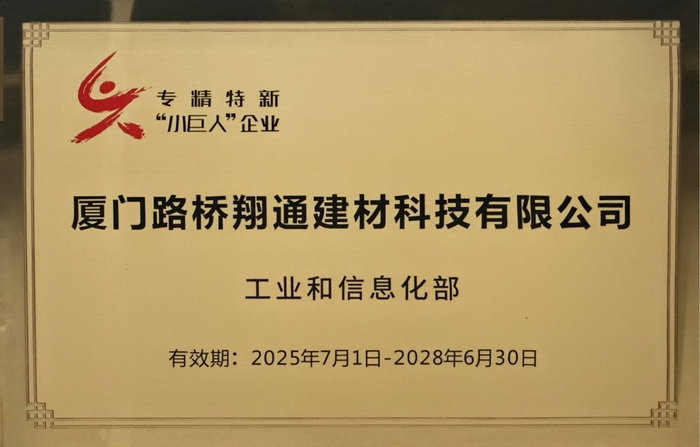 专精特新
“小巨人”企业
厦门路桥翔通建材科技有限公司
工业和信息化部
有效期：2025年7月1日-2028年6月30日